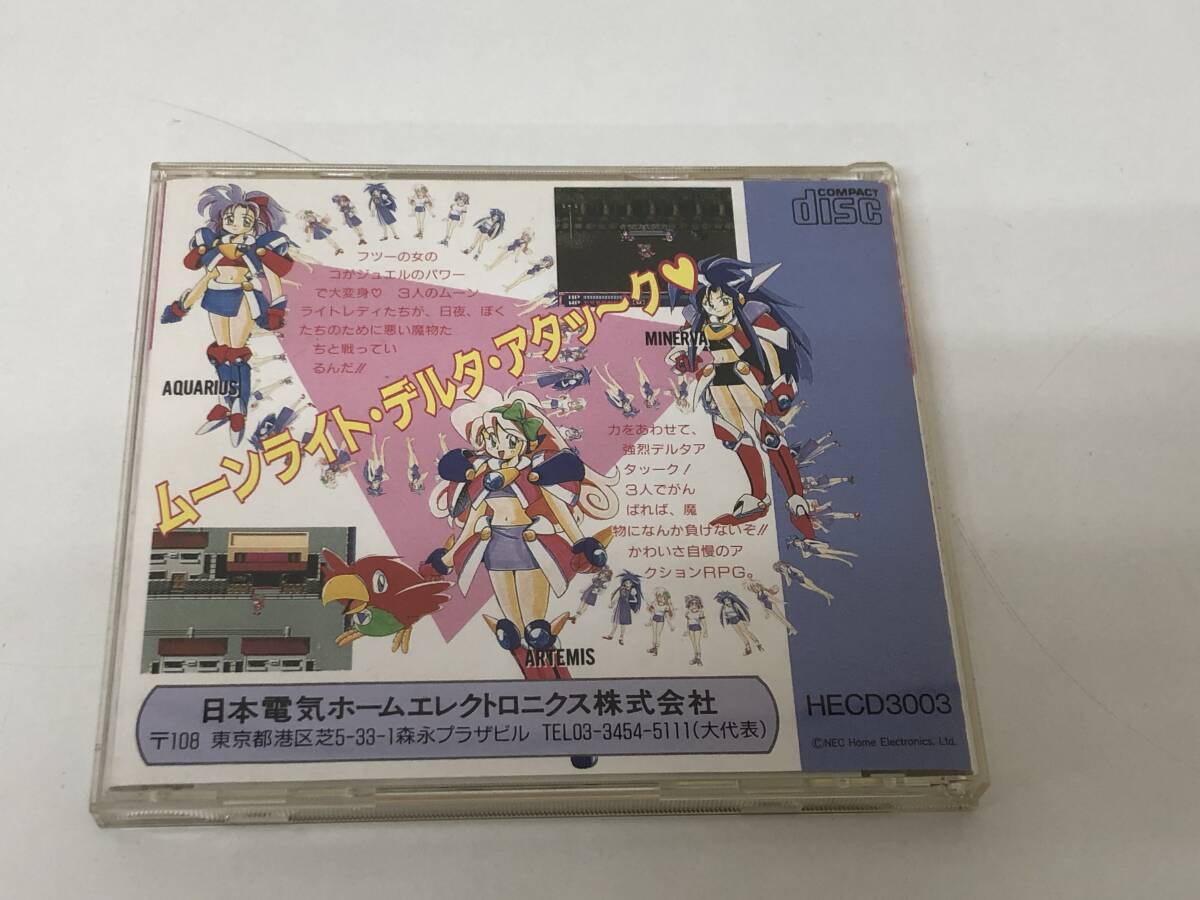 COMPACT
disc
フツーの女の
コがジュエルのパワー
で大変身♡ 3人のムーン
ライトレディたちが、日夜、ぼく
たちのために悪い魔物た
ちと戦ってい
るんだ!!
AQUARIUS
MINERVA
ムーンライト・デルタ・アタッーク♥
力をあわせて、
強烈デルタア
タッーク!
3人でがん
ばれば、魔
物になんか負けないぞ!!
かわいさ自慢のア
クションRPG。
ARTEMIS
日本電気ホームエレクトロニクス株式会社
〒108 東京都港区芝5-33-1森永プラザビル TEL03-3454-5111(大代表)
HECD3003
©NEC Home Electronics, Ltd.